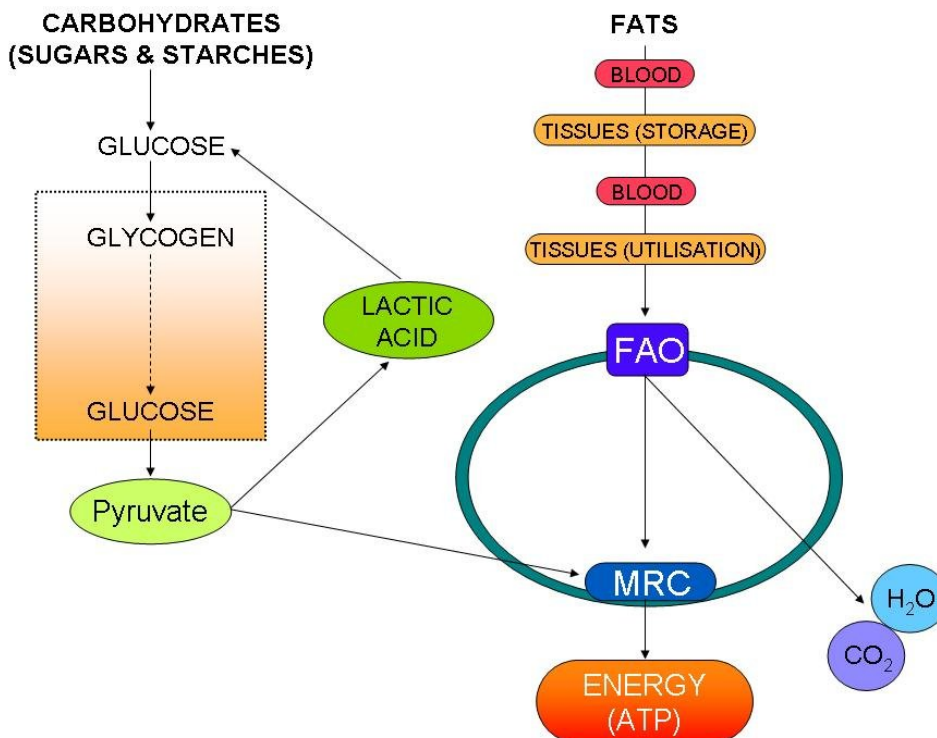 CARBOHYDRATES
(SUGARS & STARCHES)
GLUCOSE
GLYCOGEN
GLUCOSE
Pyruvate
LACTIC
ACID
FATS
BLOOD
TISSUES (STORAGE)
BLOOD
TISSUES (UTILISATION)
FAO
MRC
ENERGY
(ATP)
H₂O
CO₂